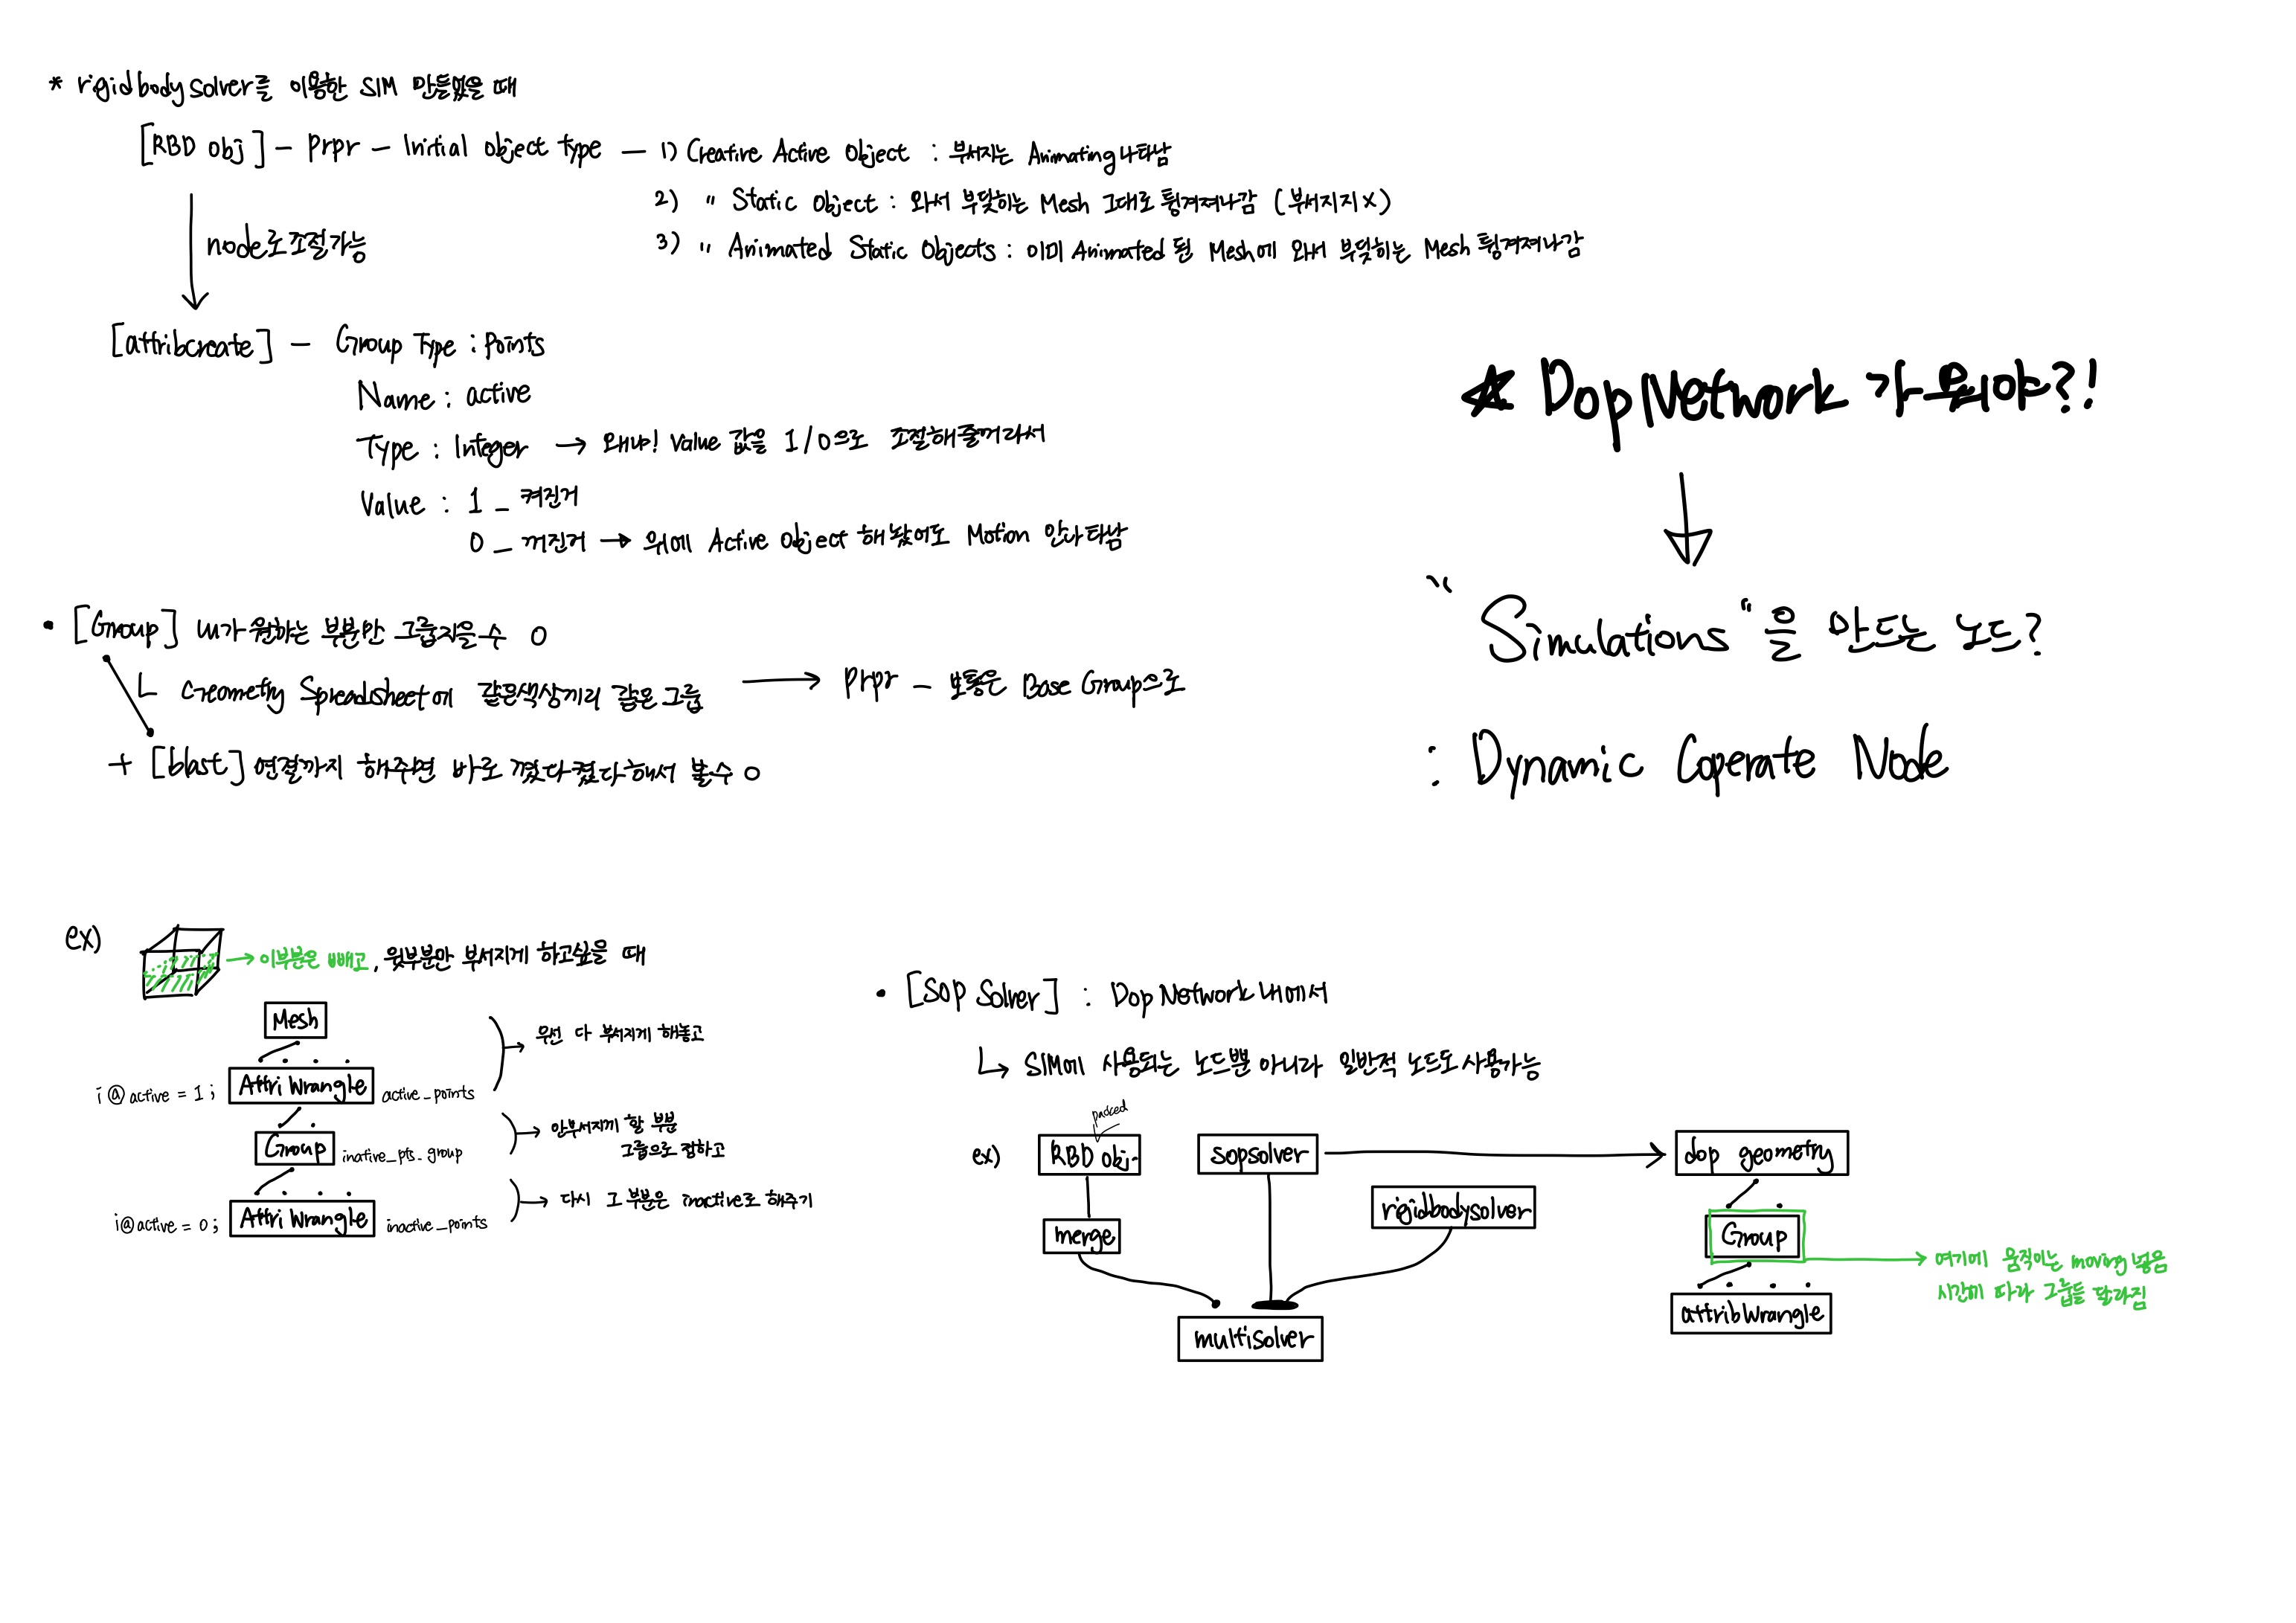 * rigidbodysolver를 이용한 SIM 만들었을 때
[RBD obj] - Prpr - Initial object type - 1) Creative Active Object : 부서지는 Animating 나타남
2) " Static Object : 와서 부딪히는 Mesh 그대로 튕겨져나감 (부서지지X)
3) " Animated Static Objects : 이미 Animated 된 Mesh에 와서 부딪히는 Mesh 튕겨져나감
node로 조절가능
[attribcreate] - Group Type : Points
Name : active
Type : Integer → 왜냐! Value 값을 1/0으로 조절해줄꺼라서
Value : 1 _ 켜진거
0 _ 꺼진거 → 위에 Active Object 해놨어도 Motion 안나타남
★ DopNetwork 가 뭐야?!
"Simulations"을 만드는 노드?
: Dynamic Coperate Node
• [Group] 내가 원하는 부분만 그룹지을수 O
ㄴ Geometry Spreadsheet에 같은색상끼리 같은 그룹 → Prpr - 보통은 Base Group으로
+ [blast] 연결까지 해주면 바로 껐다켰다해서 볼수 O
ex) → 이부분은 빼고, 윗부분만 부서지게 하고싶을 때
Mesh
→ 우선 다 부서지게 해놓고
i@active = 1; Attri Wrangle active_points
Group inative_pts_group
→ 안부서지게 할 부분
그룹으로 접하고
i@active = 0; Attri Wrangle inactive_points
→ 다시 그 부분은 inactive로 해주기
• [Sop Solver] : DopNetwork 내에서
ㄴ SIM에 사용되는 노드뿐 아니라 일반적 노드도 사용가능
packed
ex) RBD obj- sopsolver → dop geometry
rigidbodysolver
merge
Group → 여기에 움직이는 moving 넣음
시간에 따라 그룹들 달라짐
multisolver
attribWrangle